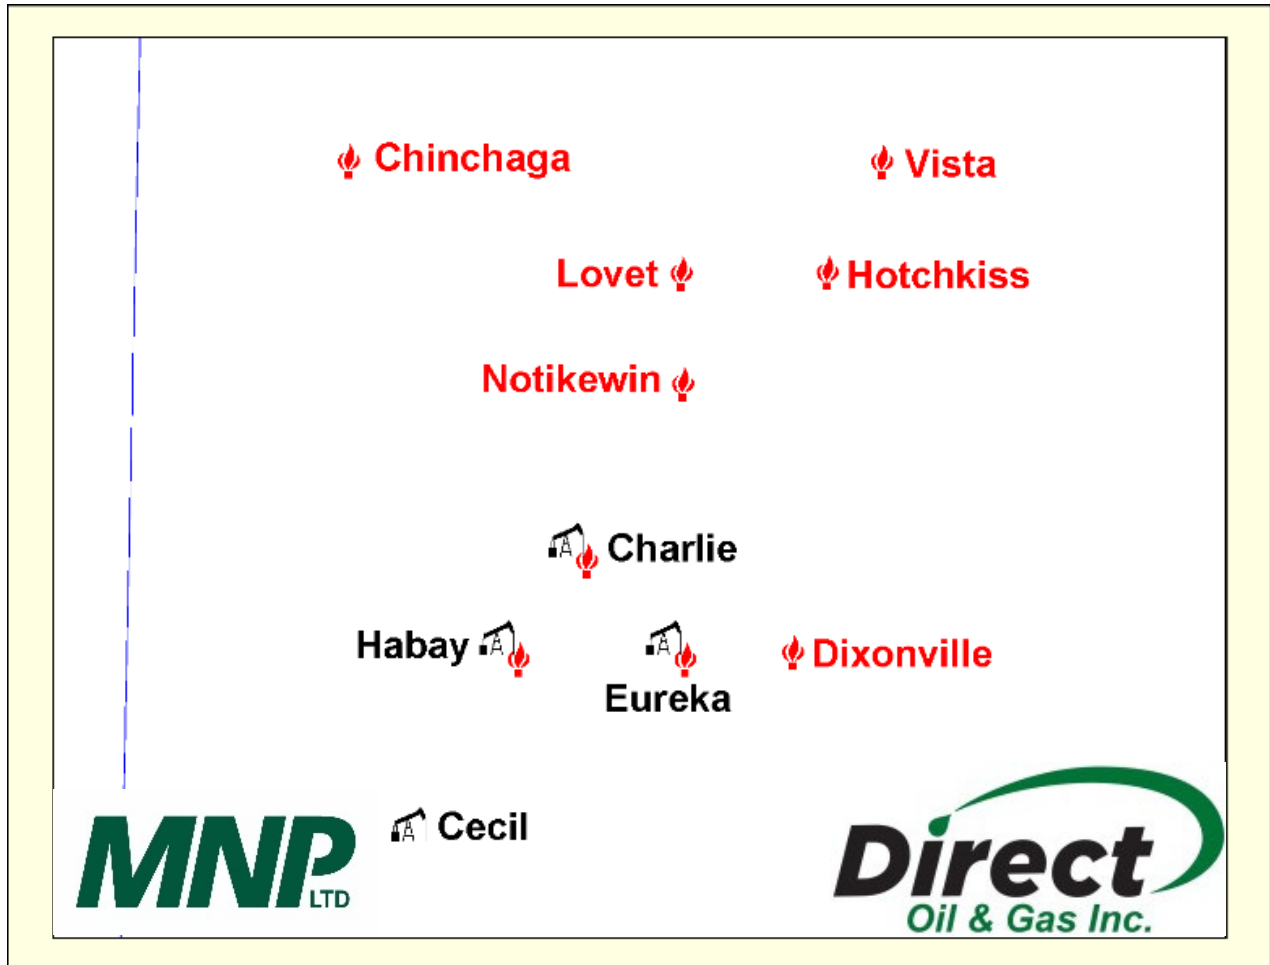 Chinchaga
Vista
Lovet
Hotchkiss
Notikewin
Charlie
Habay
Dixonville
Eureka
Cecil
MNP
LTD
Direct
Oil & Gas Inc.